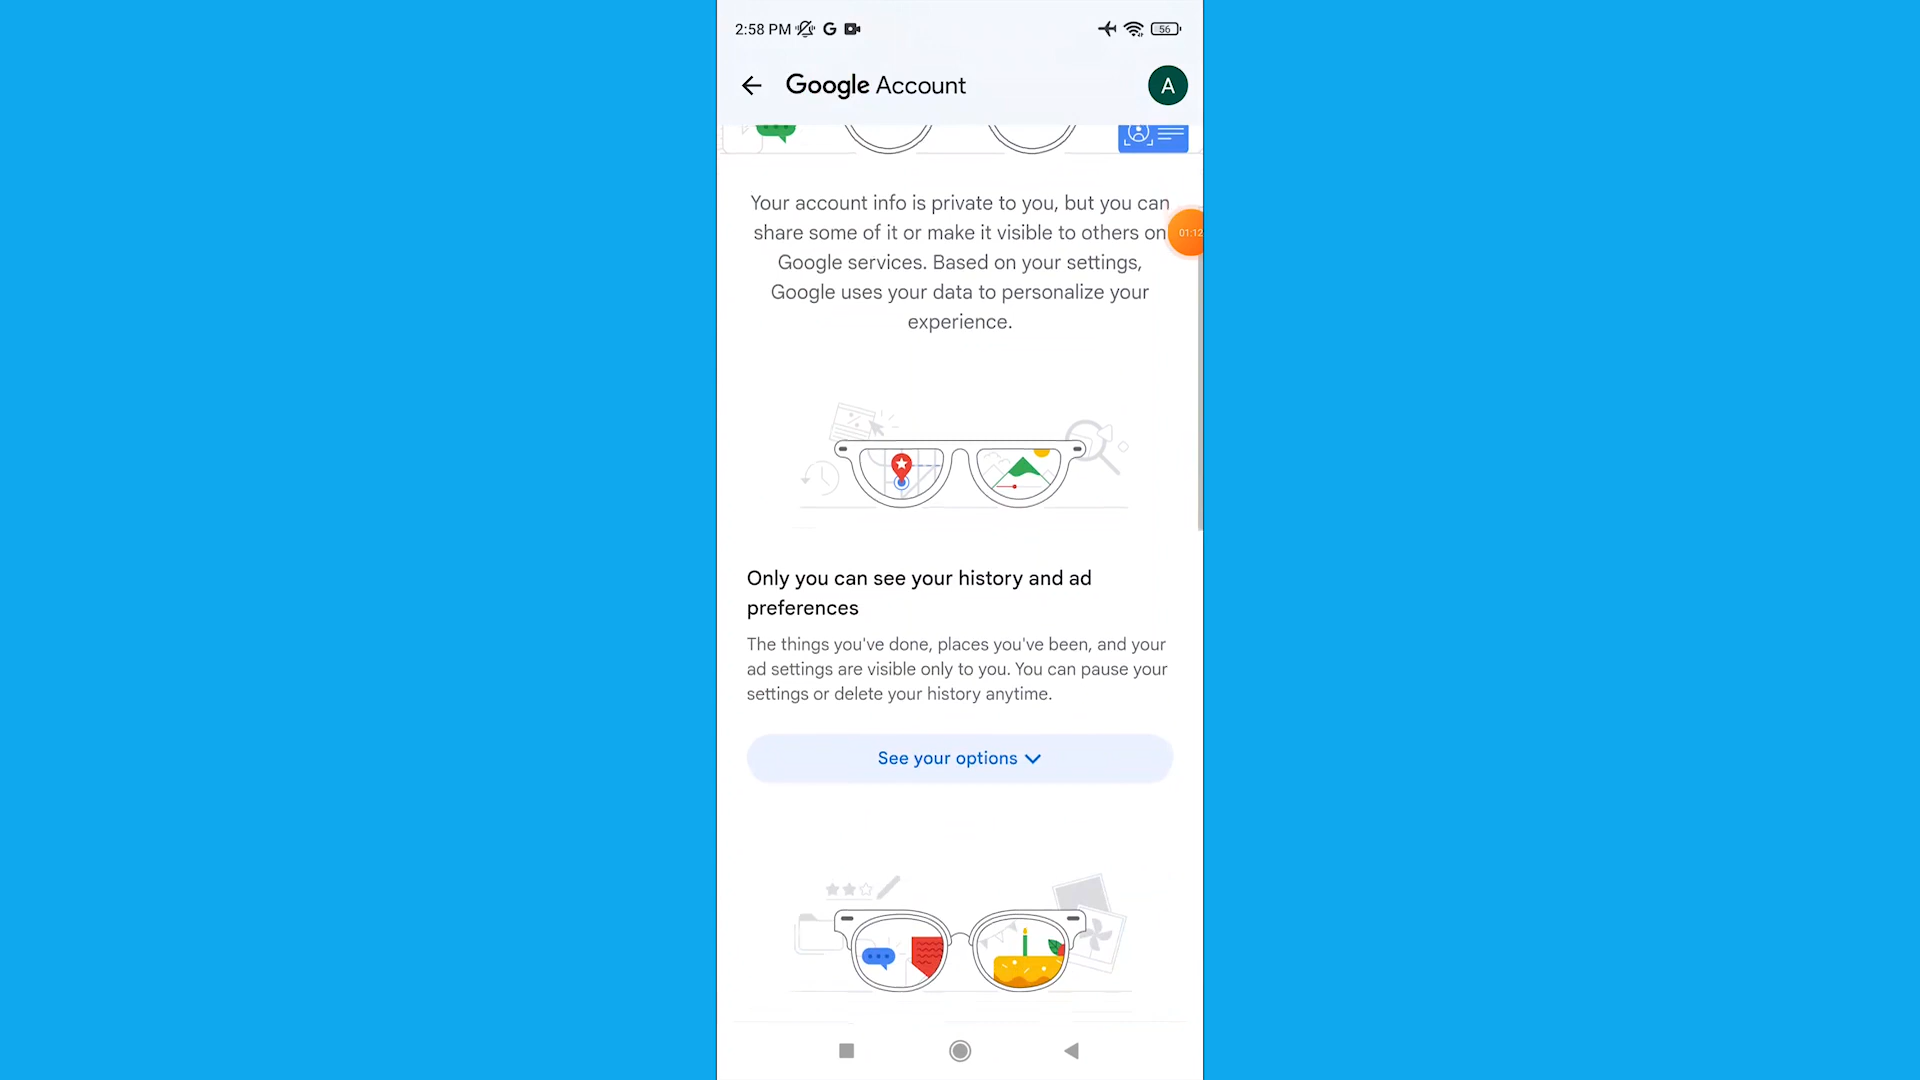 2:58 PM
56
Google Account
A
Your account info is private to you, but you can
share some of it or make it visible to others on
01:12
Google services. Based on your settings,
Google uses your data to personalize your
experience.
Only you can see your history and ad
preferences
The things you've done, places you've been, and your
ad settings are visible only to you. You can pause your
settings or delete your history anytime.
See your options